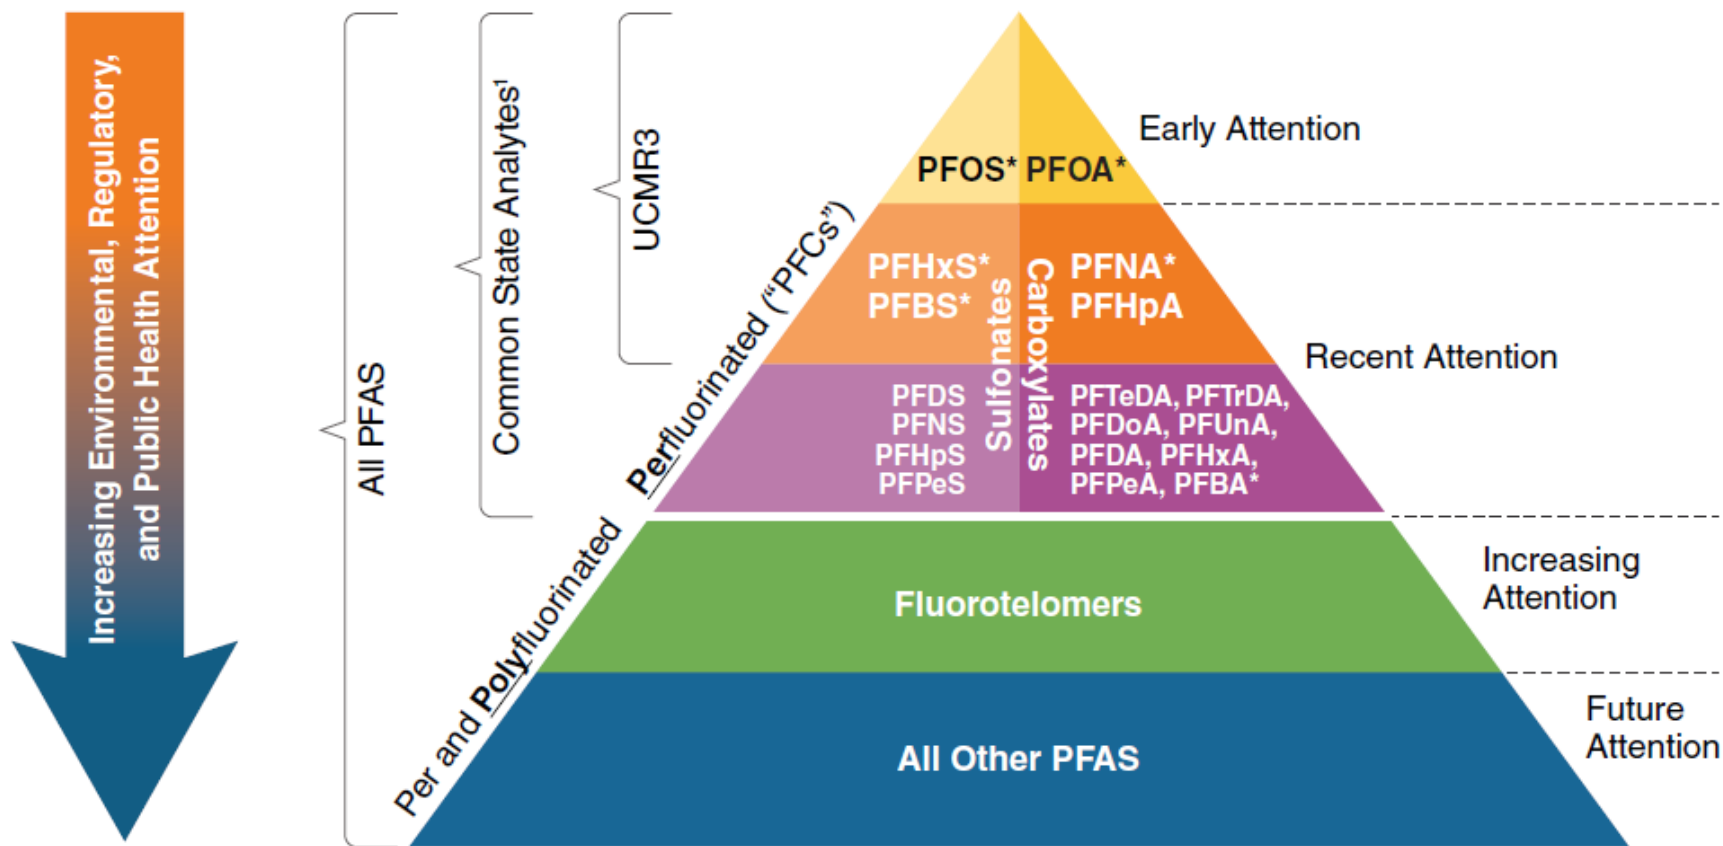 Increasing Environmental, Regulatory,
and Public Health Attention
All PFAS
Common State Analytes¹
UCMR3
Perfluorinated (“PFCs”)
Per and Polyfluorinated
PFOS* PFOA*
Early Attention
PFHxS*
PFBS*
Sulfonates
Carboxylates
PFNA*
PFHpA
Recent Attention
PFDS
PFNS
PFHpS
PFPeS
PFTeDA, PFTrDA,
PFDoA, PFUnA,
PFDA, PFHxA,
PFPeA, PFBA*
Fluorotelomers
Increasing
Attention
All Other PFAS
Future
Attention